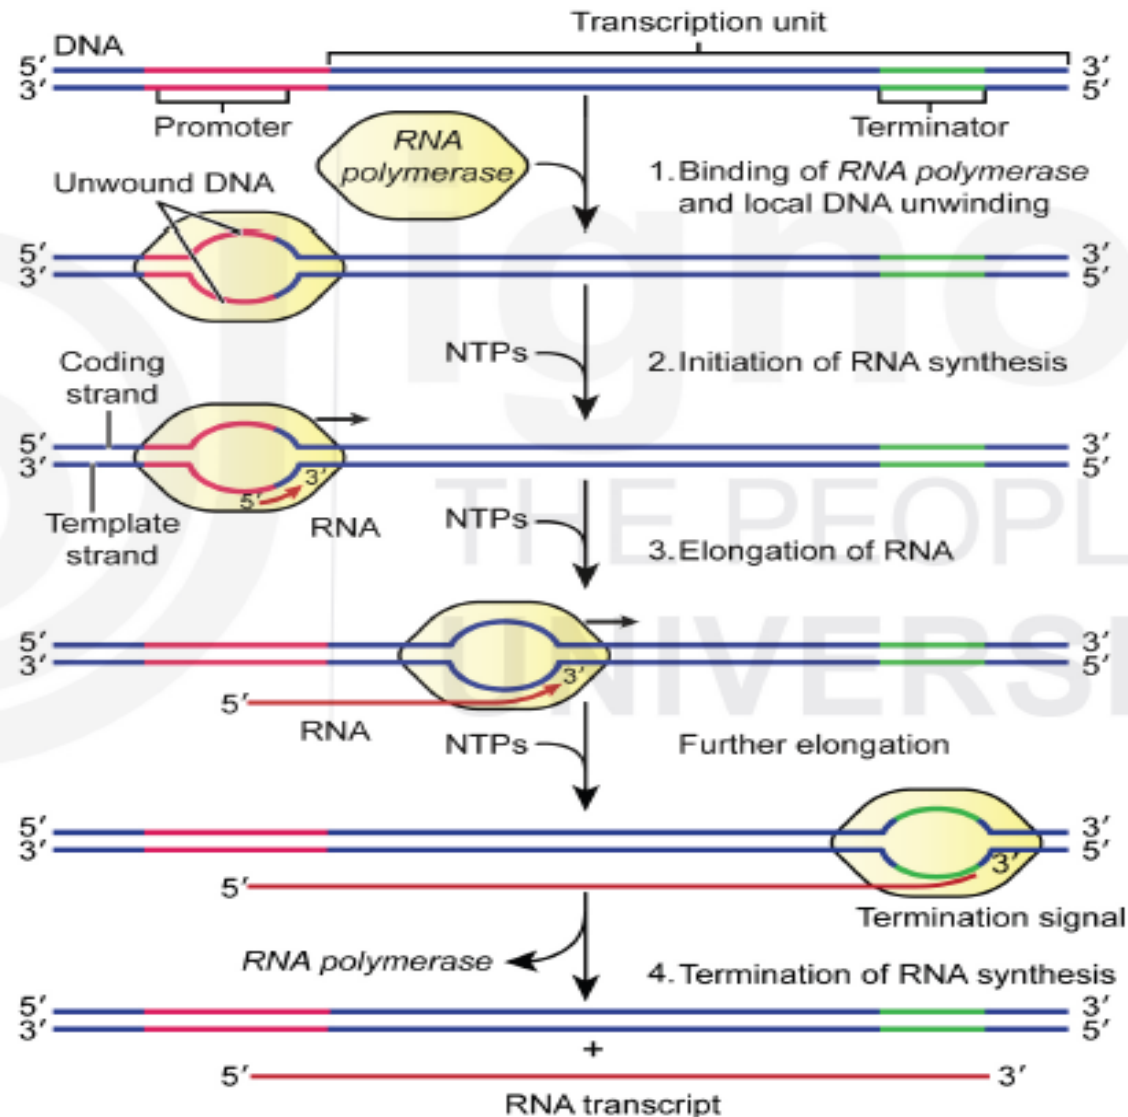 Transcription unit
DNA
5′ 3′
3′ 5′
Promoter
Terminator
RNA
polymerase
1. Binding of RNA polymerase
and local DNA unwinding
Unwound DNA
5′ 3′
3′ 5′
NTPs
2. Initiation of RNA synthesis
Coding
strand
5′ 3′
3′ 5′
5′ 3′
RNA
Template
strand
NTPs
3. Elongation of RNA
5′ 3′
3′ 5′
3′
5′
RNA
NTPs
Further elongation
5′ 3′
3′ 5′
3′
5′
Termination signal
RNA polymerase
4. Termination of RNA synthesis
5′ 3′
3′ 5′
+
5′ 3′
RNA transcript
igno
THE PEOPL
UNIVERSI